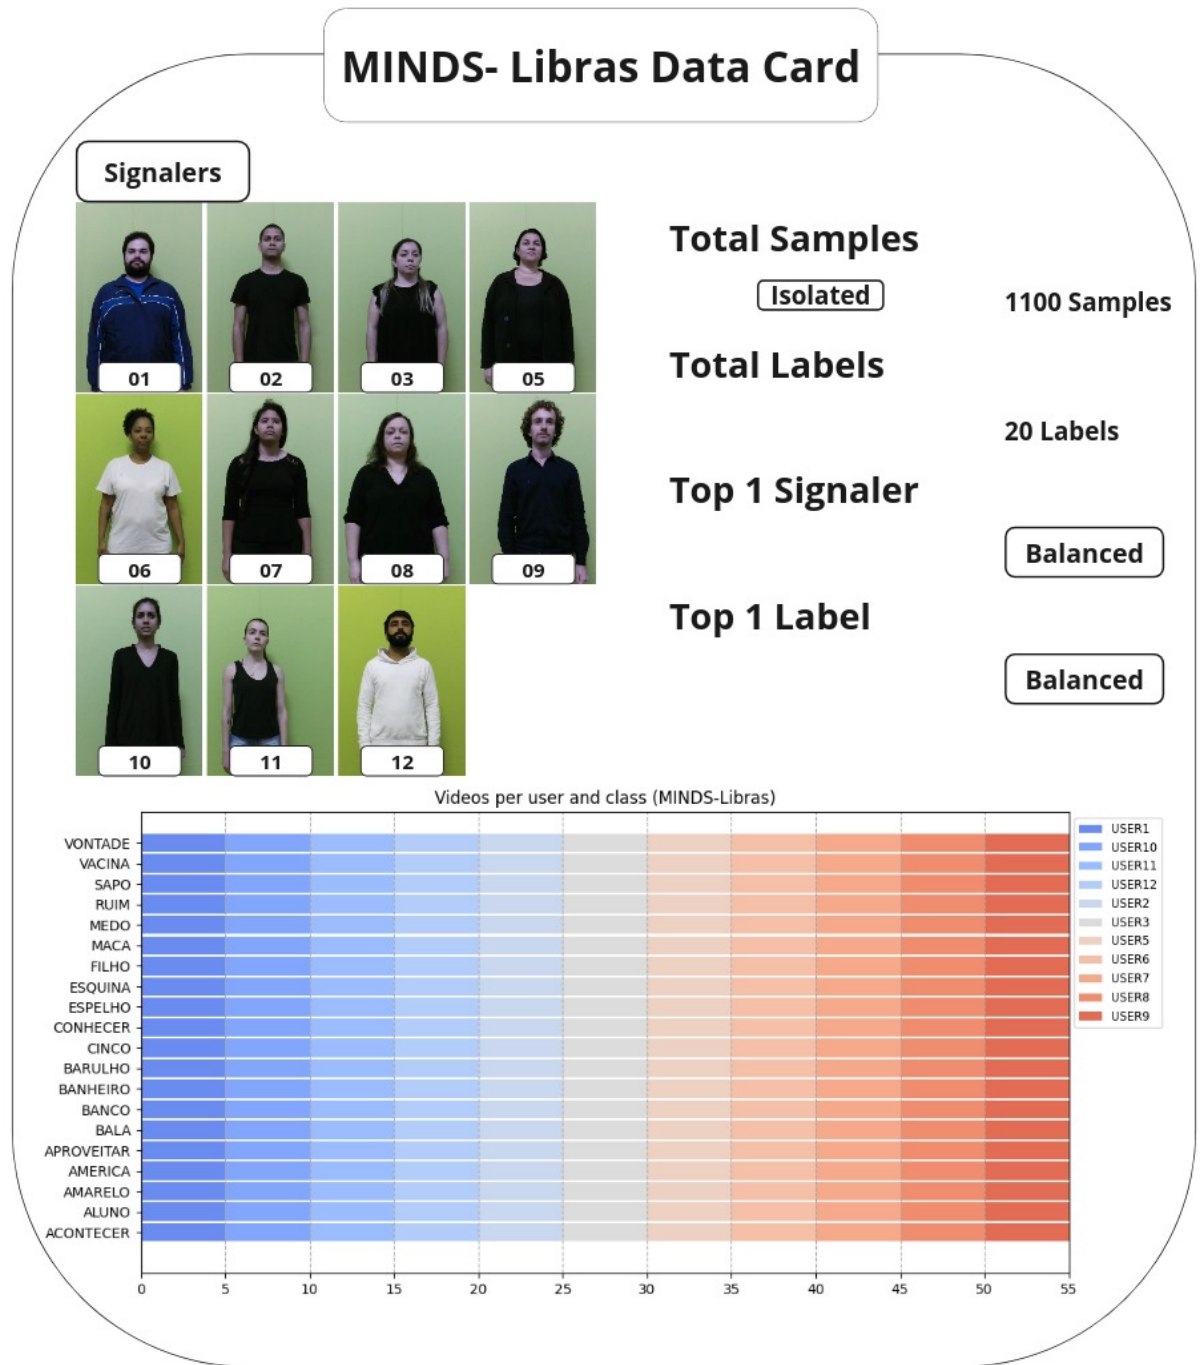 MINDS- Libras Data Card
Signalers
01 02 03 05
06 07 08 09
10 11 12
Total Samples
Isolated
1100 Samples
Total Labels
20 Labels
Top 1 Signaler
Balanced
Top 1 Label
Balanced
Videos per user and class (MINDS-Libras)
VONTADE
VACINA
SAPO
RUIM
MEDO
MACA
FILHO
ESQUINA
ESPELHO
CONHECER
CINCO
BARULHO
BANHEIRO
BANCO
BALA
APROVEITAR
AMERICA
AMARELO
ALUNO
ACONTECER
0 5 10 15 20 25 30 35 40 45 50 55
USER1
USER10
USER11
USER12
USER2
USER3
USER5
USER6
USER7
USER8
USER9